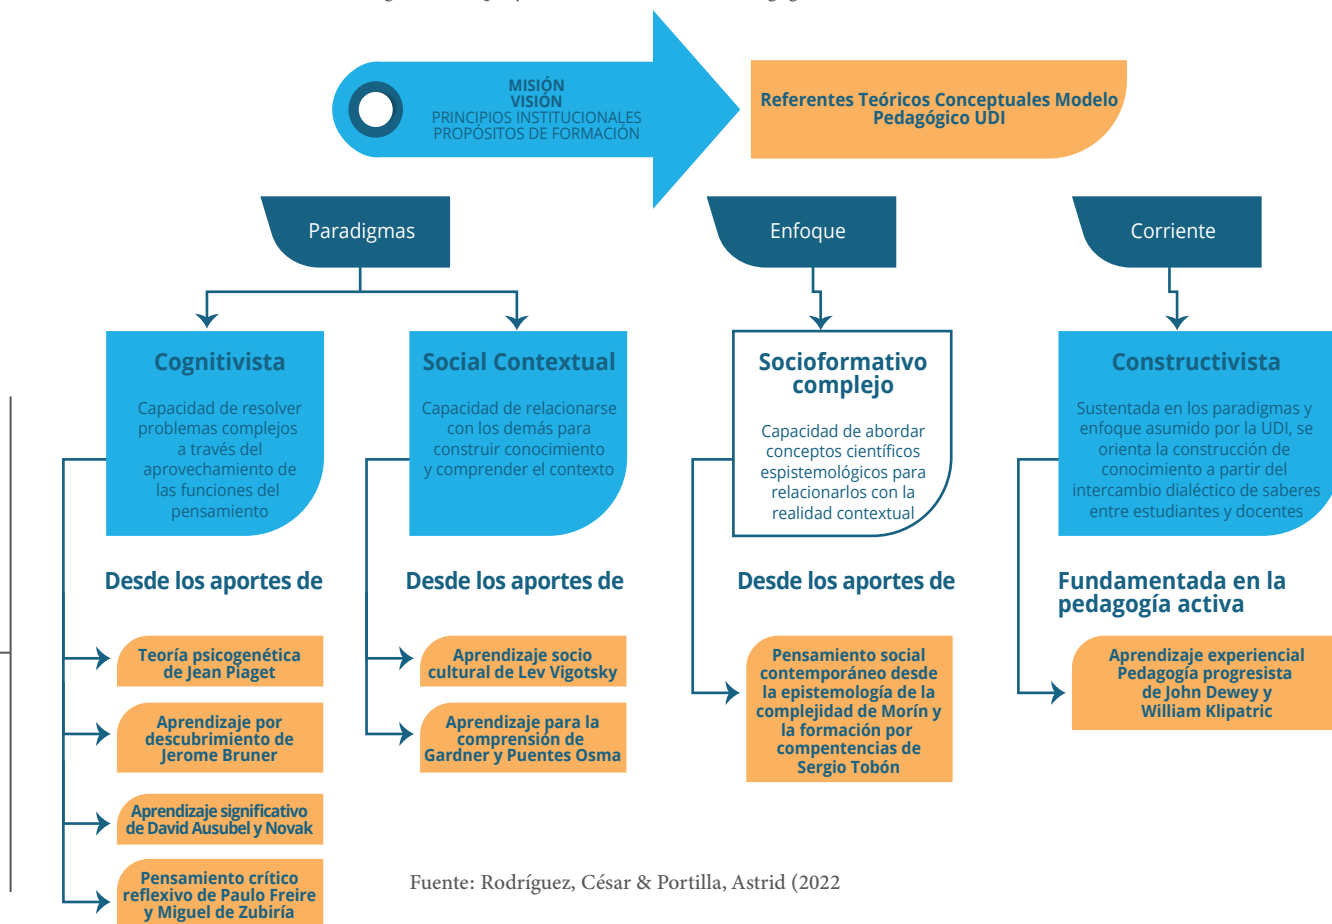 MISIÓN
VISIÓN
PRINCIPIOS INSTITUCIONALES
PROPÓSITOS DE FORMACIÓN
Referentes Teóricos Conceptuales Modelo
Pedagógico UDI
Paradigmas
Enfoque
Corriente
Cognitivista
Capacidad de resolver
problemas complejos
a través del
aprovechamiento de
las funciones del
pensamiento
Social Contextual
Capacidad de relacionarse
con los demás para
construir conocimiento
y comprender el contexto
Socioformativo
complejo
Capacidad de abordar
conceptos científicos
espistemológicos para
relacionarlos con la
realidad contextual
Constructivista
Sustentada en los paradigmas y
enfoque asumido por la UDI, se
orienta la construcción de
conocimiento a partir del
intercambio dialéctico de saberes
entre estudiantes y docentes
Desde los aportes de
Desde los aportes de
Desde los aportes de
Fundamentada en la
pedagogía activa
Teoría psicogenética
de Jean Piaget
Aprendizaje por
descubrimiento de
Jerome Bruner
Aprendizaje significativo
de David Ausubel y Novak
Pensamiento crítico
reflexivo de Paulo Freire
y Miguel de Zubiría
Aprendizaje socio
cultural de Lev Vigotsky
Aprendizaje para la
comprensión de
Gardner y Puentes Osma
Pensamiento social
contemporáneo desde
la epistemología de la
complejidad de Morín y
la formación por
compentencias de
Sergio Tobón
Aprendizaje experiencial
Pedagogía progresista
de John Dewey y
William Klipatric
Fuente: Rodríguez, César & Portilla, Astrid (2022